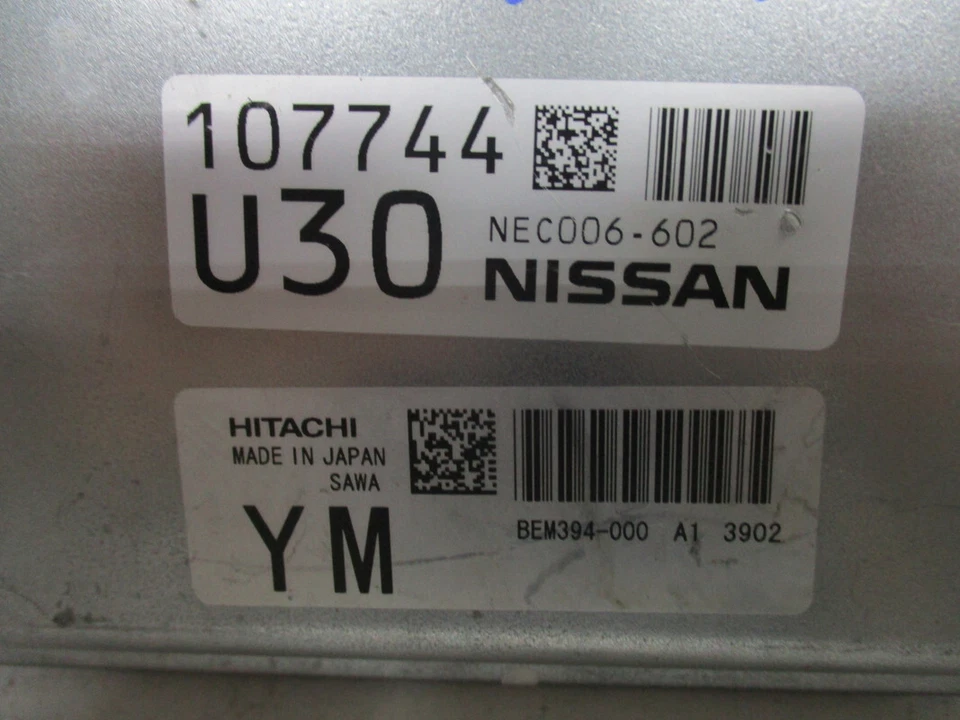 107744
U30
NEC006-602
NISSAN
HITACHI
MADE IN JAPAN
SAWA
YM
BEM394-000 A1 3902